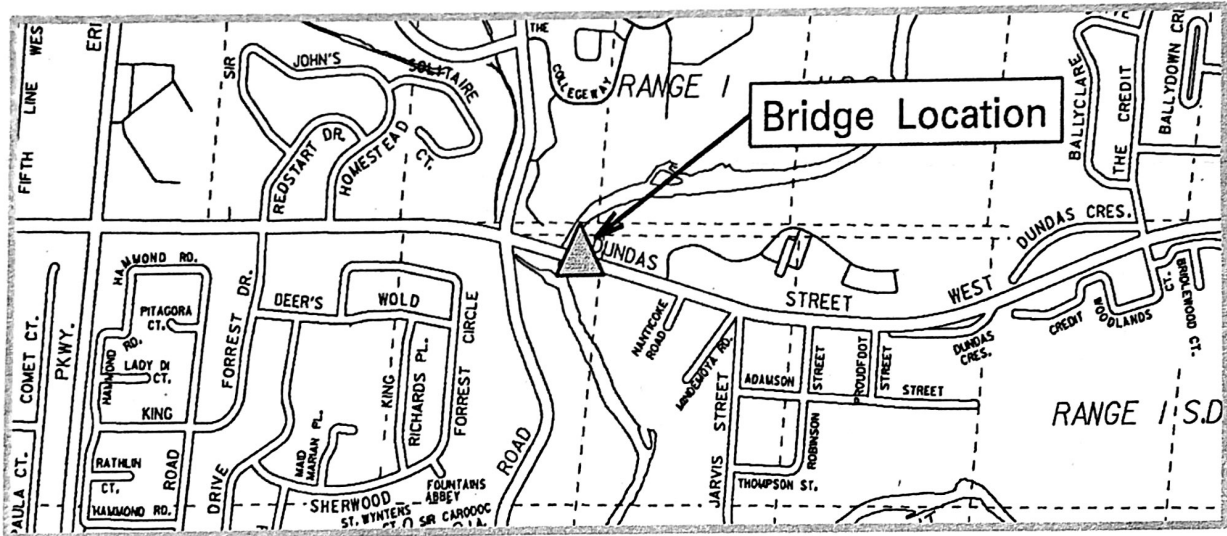 FIFTH LINE WES
ERI
SIR
JOHN'S
SOLITAIRE
THE
COLLEGEWAY
RANGE I
Bridge Location
BALLYCLARE
THE CREDIT
BALLYDOWN CR
REDSTART DR.
HOMESTEAD
CT.
HAMMOND RD.
PITAGORA
CT.
HAMMOND
RD.
LADY DI
CT.
COMET CT.
PKWY.
KING
ROAD
FORREST DR.
DEER'S WOLD
KING
RICHARDS PL.
FORREST CIRCLE
MAID
MARIAN PL.
DRIVE
SHERWOOD
FOUNTAINS
ABBEY
ST. WYNTENS
SIR CARODOC
RATHLIN
CT.
HAMMOND RD.
PAULA CT.
ROAD
DUNDAS
STREET
WEST
DUNDAS CRES.
NANTICOKE
ROAD
MINDEMOYA RD.
JARVIS STREET
ADAMSON
STREET
ROBINSON
STREET
PROUDFOOT
STREET
THOMPSON ST.
DUNDAS
CRES.
CREDIT
WOODLANDS
CT.
BRIDLEWOOD CT.
RANGE I S.D